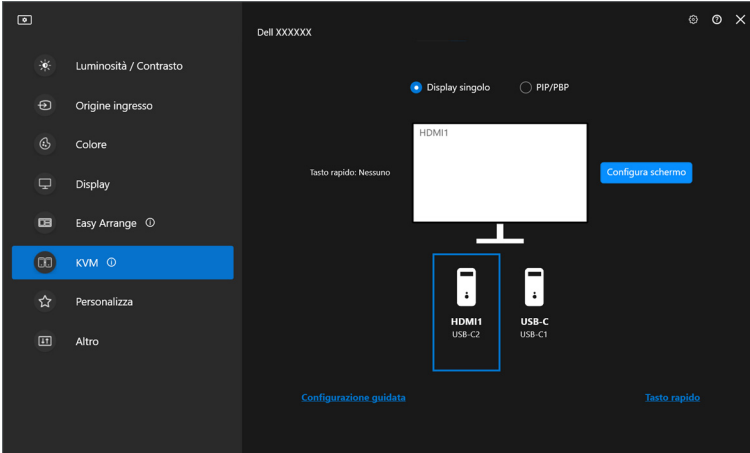 Dell XXXXXX
Luminosità / Contrasto
Origine ingresso
Colore
Display
Easy Arrange
KVM
Personalizza
Altro
Display singolo
PIP/PBP
HDMI1
Tasto rapido: Nessuno
Configura schermo
HDMI1
USB-C2
USB-C
USB-C1
Configurazione guidata
Tasto rapido